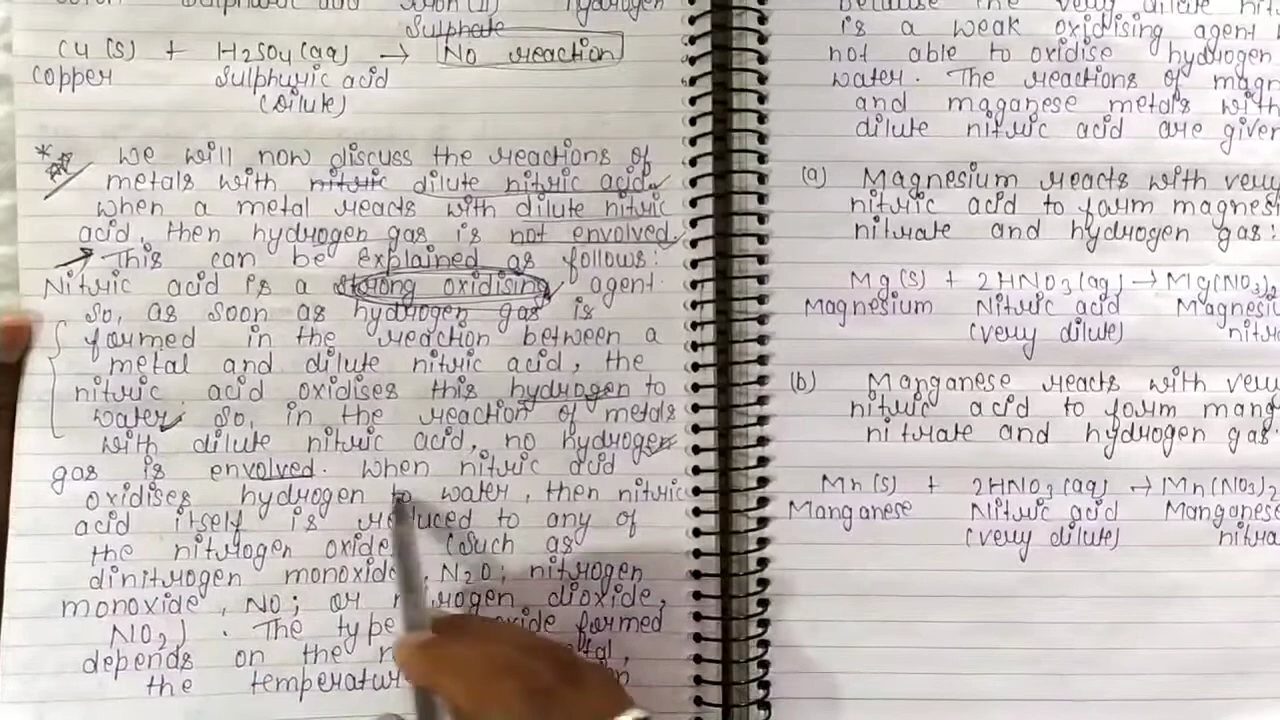 Sulphate
Cu (s) + H2SO4 (aq) → No reaction
Copper Sulphuric acid
(Dilute)
We will now discuss the reactions of
metals with nitric dilute nitric acid.
when a metal reacts with dilute nitric
acid, then hydrogen gas is not envolved.
→ This can be explained as follows:
Nitric acid is a strong oxidising agent.
so, as soon as hydrogen gas is
formed in the reaction between a
metal and dilute nitric acid, the
nitric acid oxidises this hydrogen to
water. So, in the reaction of metals
with dilute nitric acid, no hydrogen
gas is envolved. When nitric acid
oxidises hydrogen to water, then nitric
acid itself is reduced to any of
the nitrogen oxide (such as
dinitrogen monoxide, N2O; nitrogen
monoxide, NO; or nitrogen dioxide,
NO2). The type formed
depends on the
the
is a weak oxidising agent
not able to oxidise hydrogen
water. The reactions of
and maganese metals with
dilute nitric acid are
(a) Magnesium reacts with very
nitric acid to form
nitrate and hydrogen gas:
Mg(s) + 2HNO3(aq) → Mg(NO3)2
Magnesium Nitric acid
(very dilute)
(b) Manganese reacts with very
nitric acid to form
nitrate and hydrogen gas
Mn(s) + 2HNO3(aq) → Mn(NO3)2
Manganese Nitric acid Manganese
(very dilute)